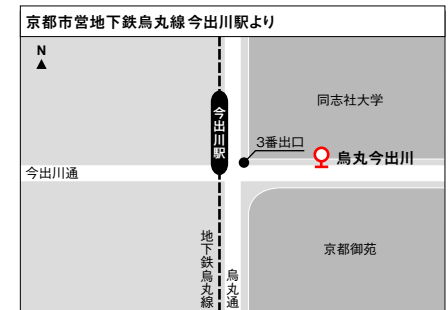 京都市営地下鉄烏丸線今出川駅より
N
同志社大学
今出川駅
3番出口
烏丸今出川
今出川通
京都御苑
地下鉄烏丸線
烏丸通